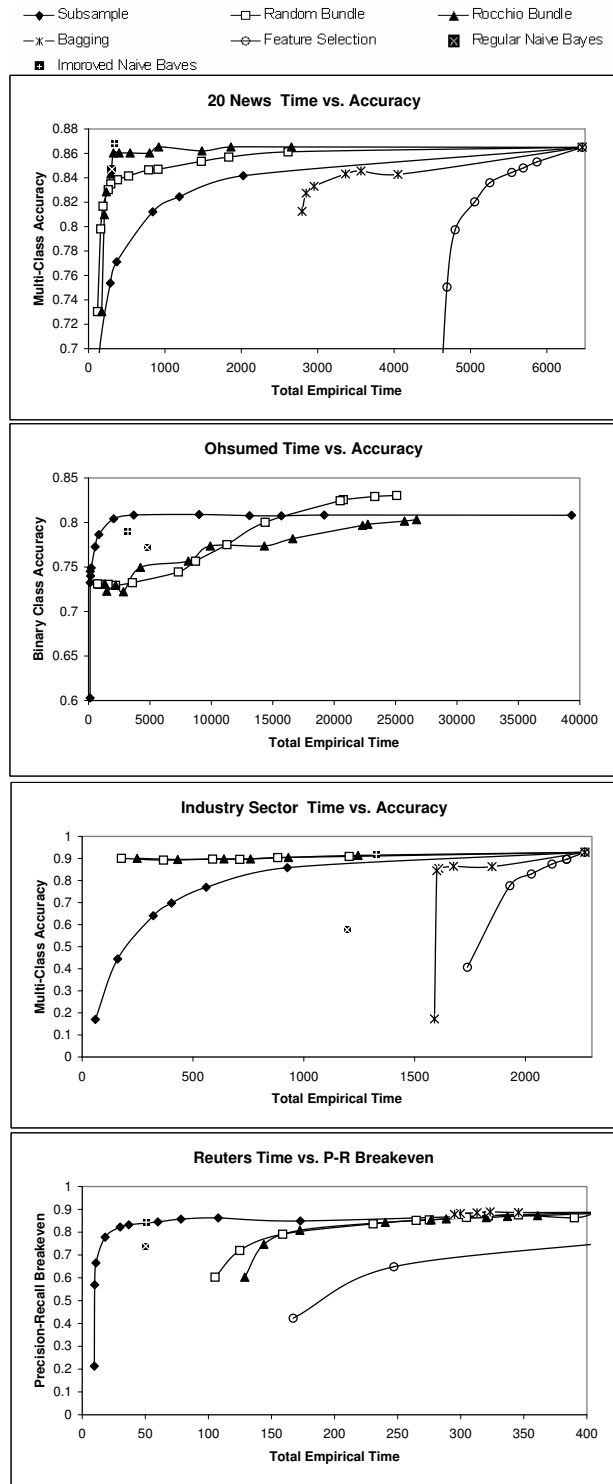 Subsample Random Bundle Rocchio Bundle
Bagging Feature Selection Regular Naive Bayes
Improved Naive Bayes
20 News Time vs. Accuracy
Multi-Class Accuracy
0.88
0.86
0.84
0.82
0.8
0.78
0.76
0.74
0.72
0.7
0 1000 2000 3000 4000 5000 6000
Total Empirical Time
Ohsumed Time vs. Accuracy
Binary Class Accuracy
0.85
0.8
0.75
0.7
0.65
0.6
0 5000 10000 15000 20000 25000 30000 35000 40000
Total Empirical Time
Industry Sector Time vs. Accuracy
Multi-Class Accuracy
1
0.9
0.8
0.7
0.6
0.5
0.4
0.3
0.2
0.1
0
0 500 1000 1500 2000
Total Empirical Time
Reuters Time vs. P-R Breakeven
Precision-Recall Breakeven
1
0.9
0.8
0.7
0.6
0.5
0.4
0.3
0.2
0.1
0
0 50 100 150 200 250 300 350 400
Total Empirical Time